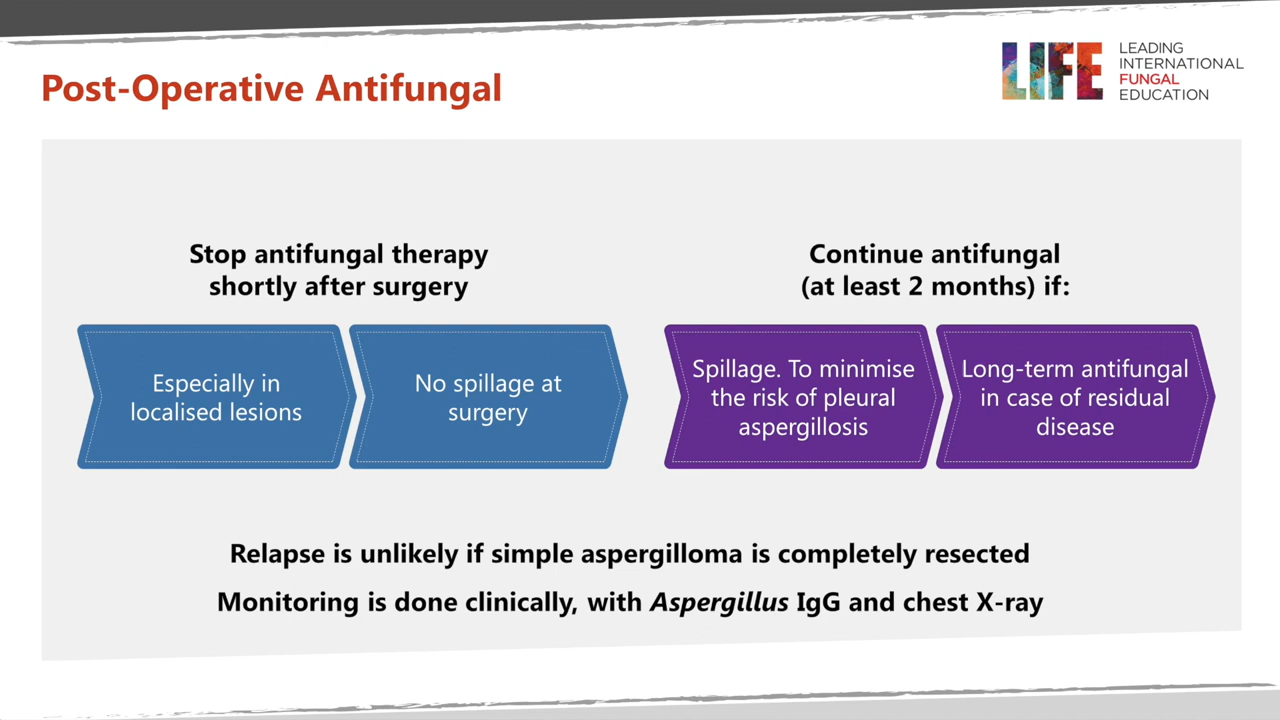 Post-Operative Antifungal
LIFE
LEADING
INTERNATIONAL
FUNGAL
EDUCATION
Stop antifungal therapy
shortly after surgery
Especially in
localised lesions
No spillage at
surgery
Continue antifungal
(at least 2 months) if:
Spillage. To minimise
the risk of pleural
aspergillosis
Long-term antifungal
in case of residual
disease
Relapse is unlikely if simple aspergilloma is completely resected
Monitoring is done clinically, with Aspergillus IgG and chest X-ray